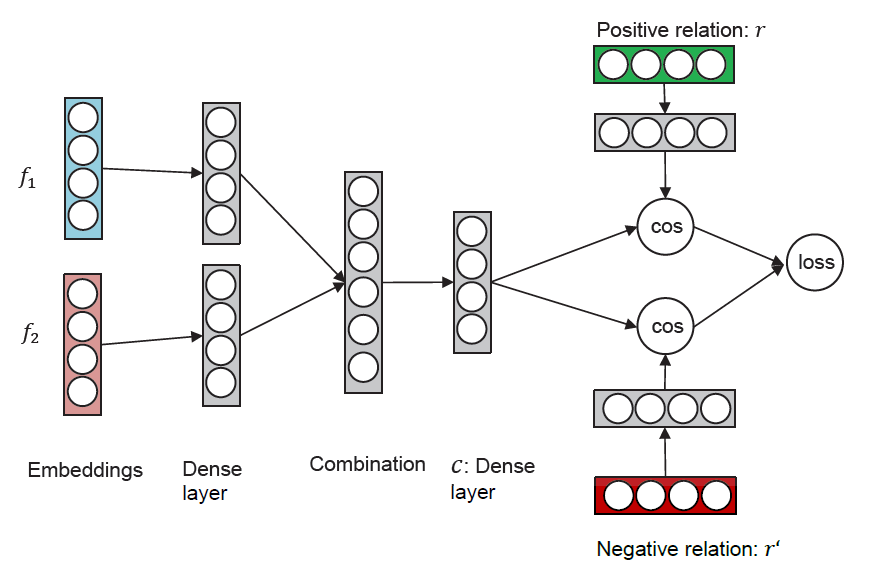 Positive relation: r
f₁
cos
loss
f₂
cos
Embeddings
Dense
layer
Combination
c: Dense
layer
Negative relation: r‘